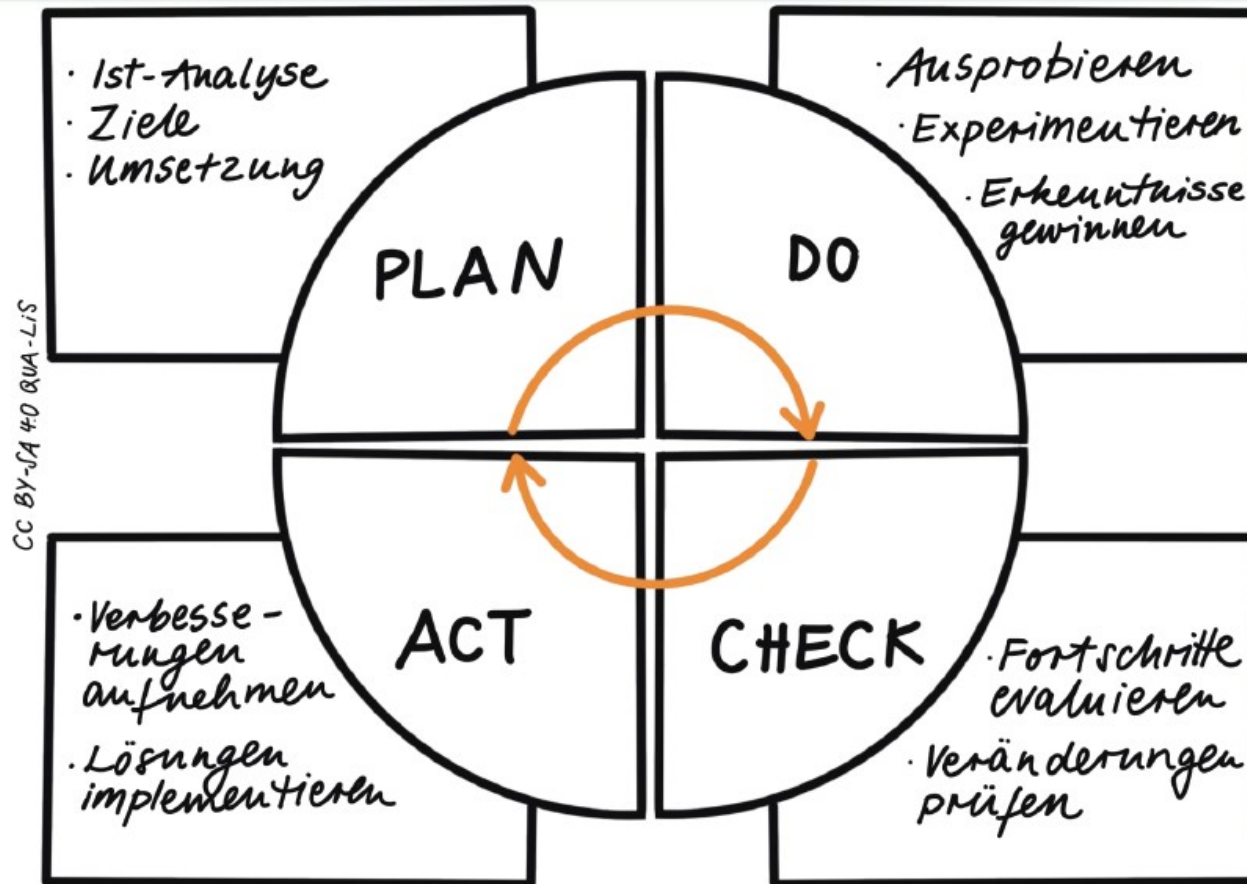 · Ist-Analyse
· Ziele
· Umsetzung
PLAN
· Ausprobieren
· Experimentieren
· Erkenntnisse
gewinnen
DO
CC BY-SA 4.0 QUA-LiS
· Verbesse-
rungen
aufnehmen
· Lösungen
implementieren
ACT
CHECK
· Fortschritte
evaluieren
· Veränderungen
prüfen